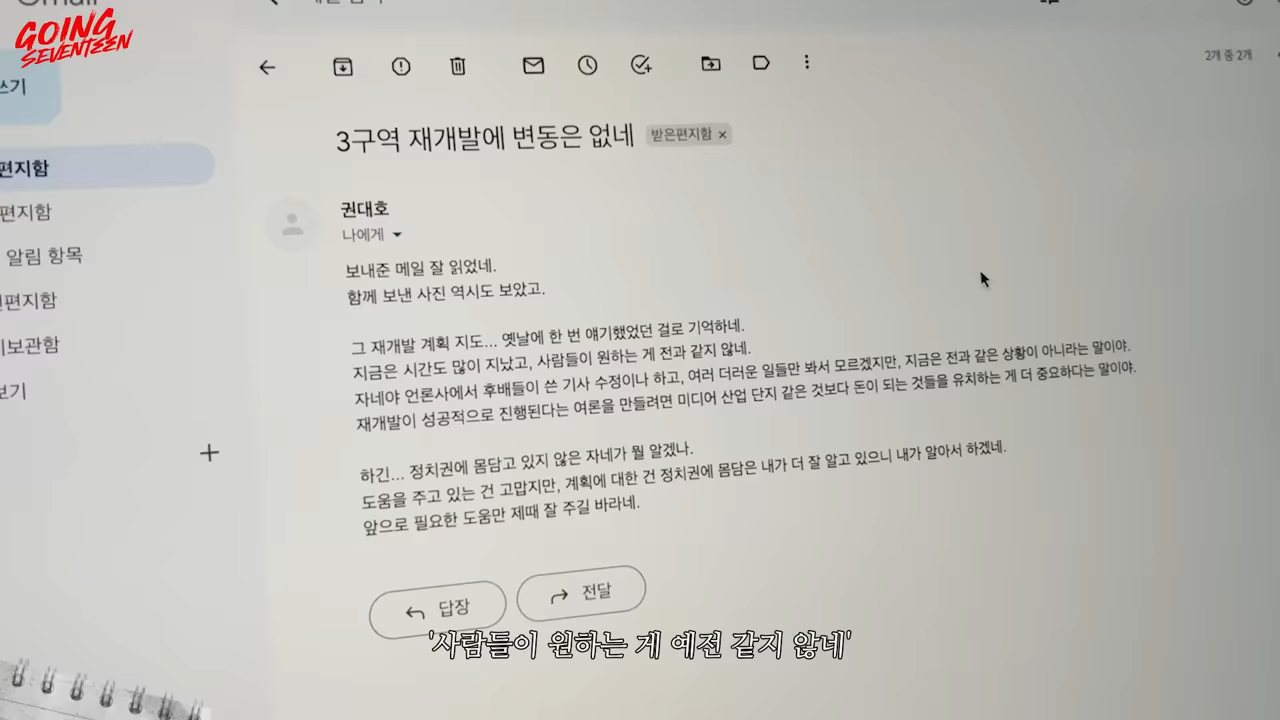 GOING
SEVENTEEN
2개 중 2개
쓰기
3구역 재개발에 변동은 없네 받은편지함 ×
편지함
권대호
편지함
나에게
알림 항목
보내준 메일 잘 읽었네.
함께 보낸 사진 역시도 보았고.
편지함
그 재개발 계획 지도... 옛날에 한 번 얘기했었던 걸로 기억하네.
보관함
지금은 시간도 많이 지났고, 사람들이 원하는 게 전과 같지 않네.
자네야 언론사에서 후배들이 쓴 기사 수정이나 하고, 여러 더러운 일들만 봐서 모르겠지만, 지금은 전과 같은 상황이 아니라는 말이야.
보기
재개발이 성공적으로 진행된다는 여론을 만들려면 미디어 산업 단지 같은 것보다 돈이 되는 것들을 유치하는 게 더 중요하다는 말이야.
하긴... 정치권에 몸담고 있지 않은 자네가 뭘 알겠나.
도움을 주고 있는 건 고맙지만, 계획에 대한 건 정치권에 몸담은 내가 더 잘 알고 있으니 내가 알아서 하겠네.
앞으로 필요한 도움만 제때 잘 주길 바라네.
답장
전달
'사람들이 원하는 게 예전 같지 않네'